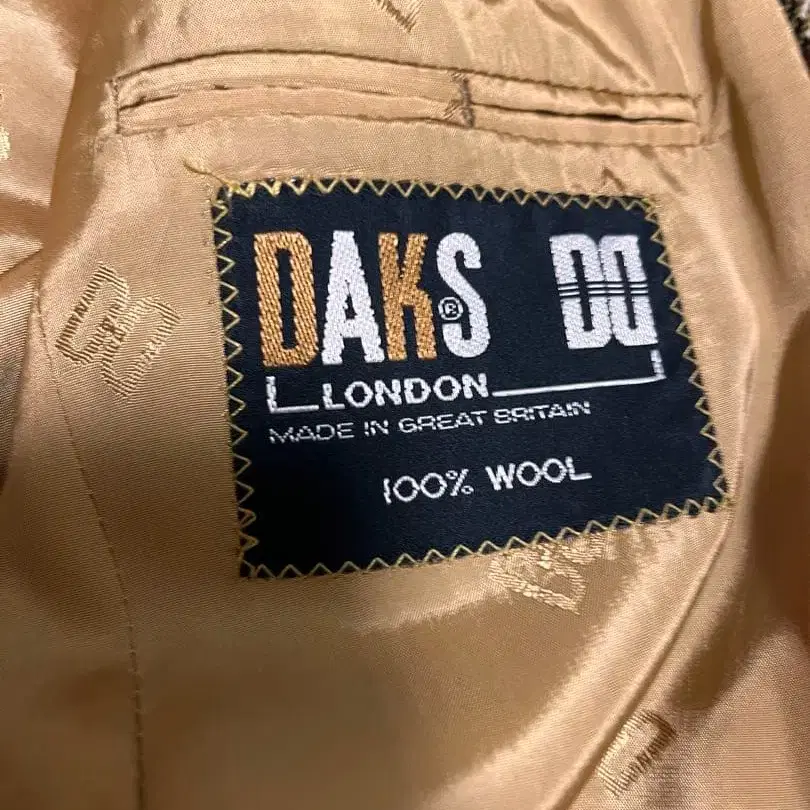 DAKS® DD
LONDON
MADE IN GREAT BRITAIN
100% WOOL